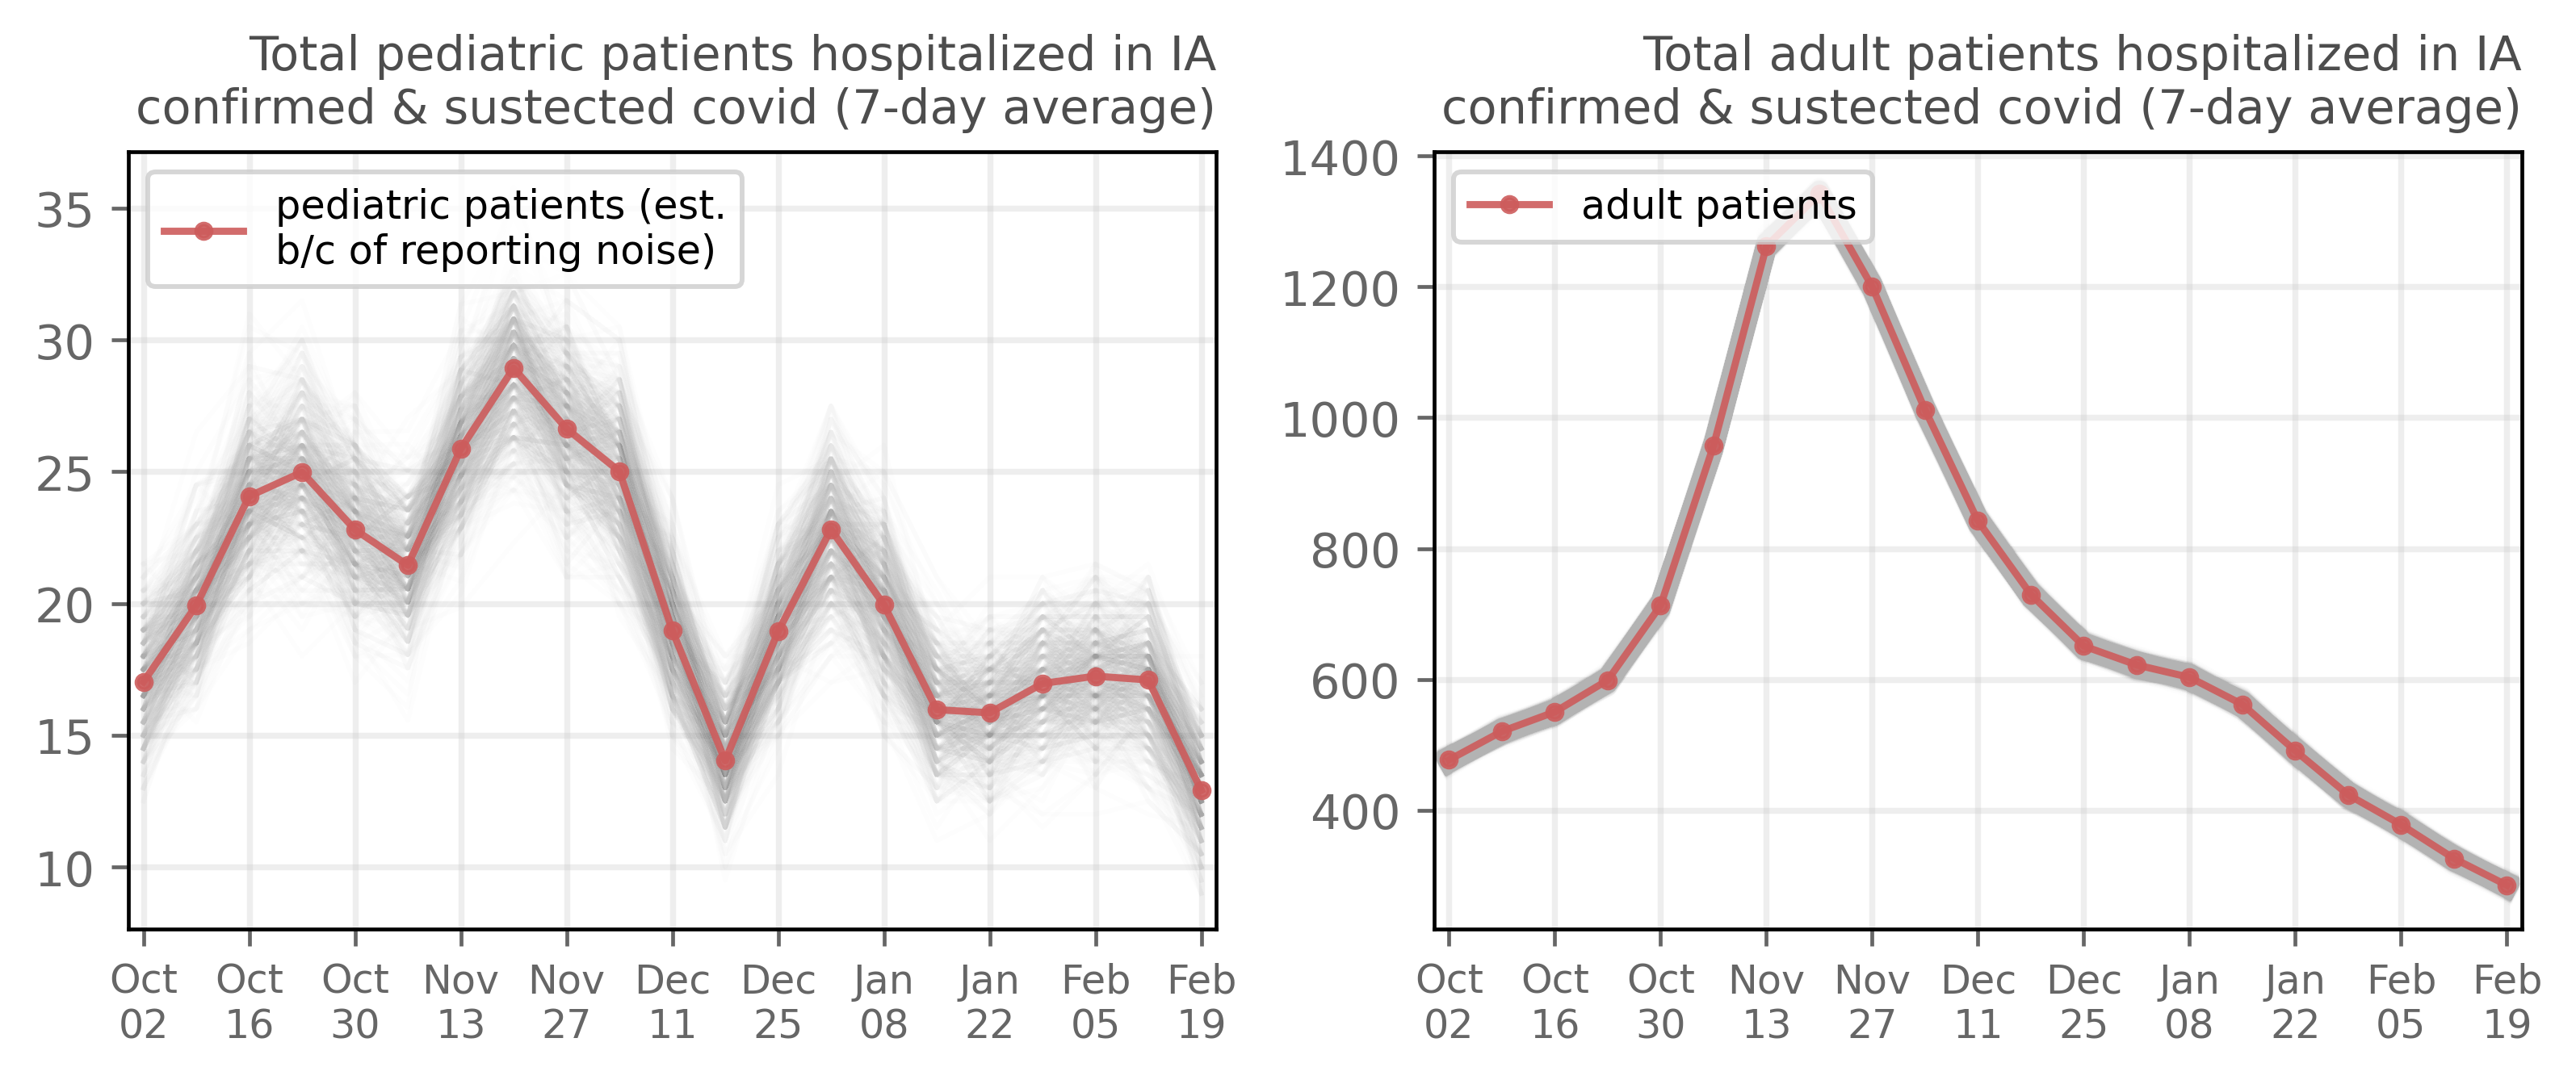 Total pediatric patients hospitalized in IA
confirmed & sustected covid (7-day average)
pediatric patients (est.
b/c of reporting noise)
35
30
25
20
15
10
Oct Oct Oct Nov Nov Dec Dec Jan Jan Feb Feb
02 16 30 13 27 11 25 08 22 05 19
Total adult patients hospitalized in IA
confirmed & sustected covid (7-day average)
adult patients
1400
1200
1000
800
600
400
Oct Oct Oct Nov Nov Dec Dec Jan Jan Feb Feb
02 16 30 13 27 11 25 08 22 05 19